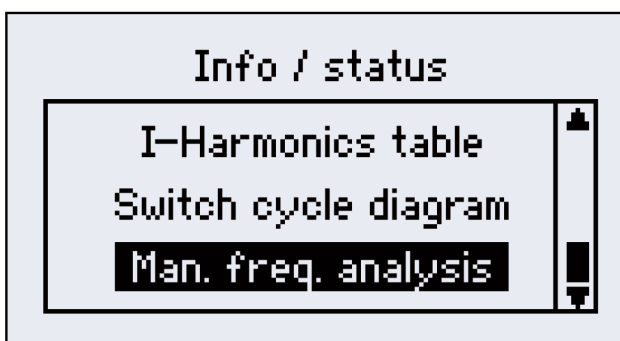 Info / status
I-Harmonics table
Switch cycle diagram
Man. freq. analysis